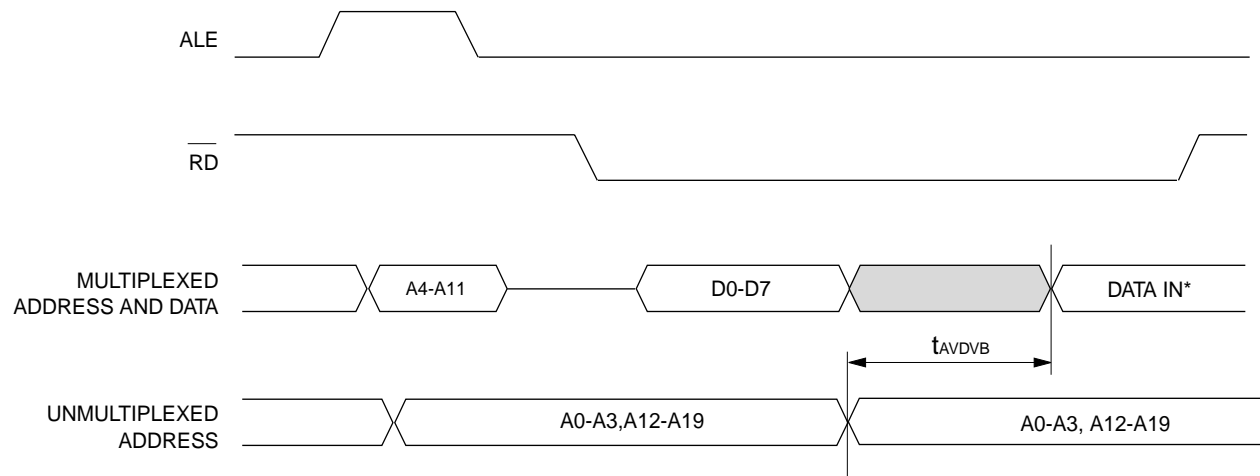 ALE
RD
MULTIPLEXED
ADDRESS AND DATA
A4-A11
D0-D7
DATA IN*
tAVDVB
UNMULTIPLEXED
ADDRESS
A0-A3,A12-A19
A0-A3, A12-A19